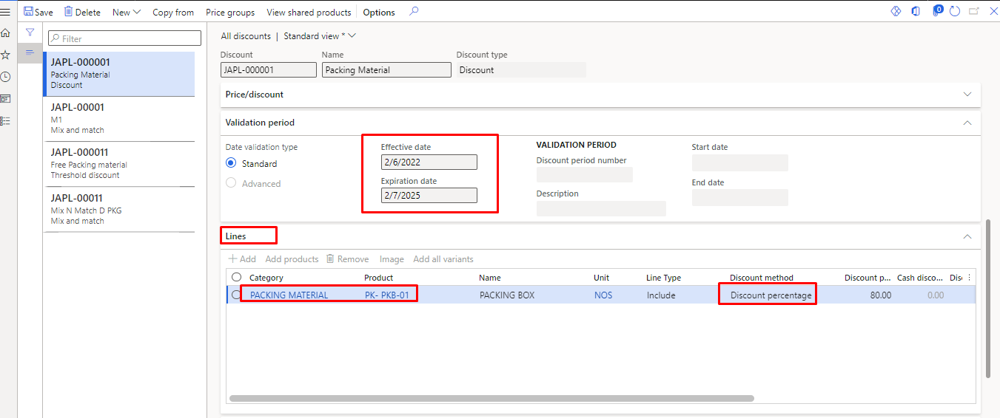 Save Delete New Copy from Price groups View shared products Options 0
Filter
JAPL-000001
Packing Material
Discount
JAPL-00001
M1
Mix and match
JAPL-000011
Free Packing material
Threshold discount
JAPL-00011
Mix N Match D PKG
Mix and match
All discounts | Standard view *
Discount Name Discount type
JAPL-000001 Packing Material Discount
Price/discount
Validation period
Date validation type
Standard
Advanced
Effective date
2/6/2022
Expiration date
2/7/2025
VALIDATION PERIOD
Discount period number
Description
Start date
End date
Lines
Add Add products Remove Image Add all variants
Category Product Name Unit Line Type Discount method Discount p... Cash disco... Dis
PACKING MATERIAL PK- PKB-01 PACKING BOX NOS Include Discount percentage 80.00 0.00